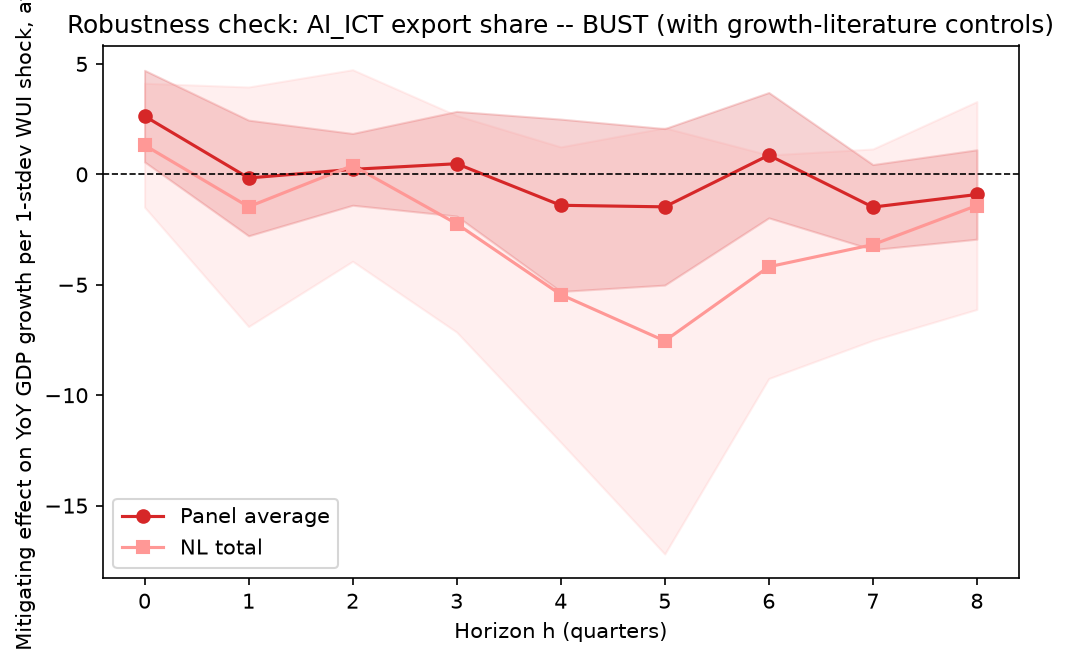 Robustness check: AI_ICT export share -- BUST (with growth-literature controls)
Mitigating effect on YoY GDP growth per 1-stdev WUI shock,
5
0
−5
−10
−15
Panel average
NL total
0 1 2 3 4 5 6 7 8
Horizon h (quarters)